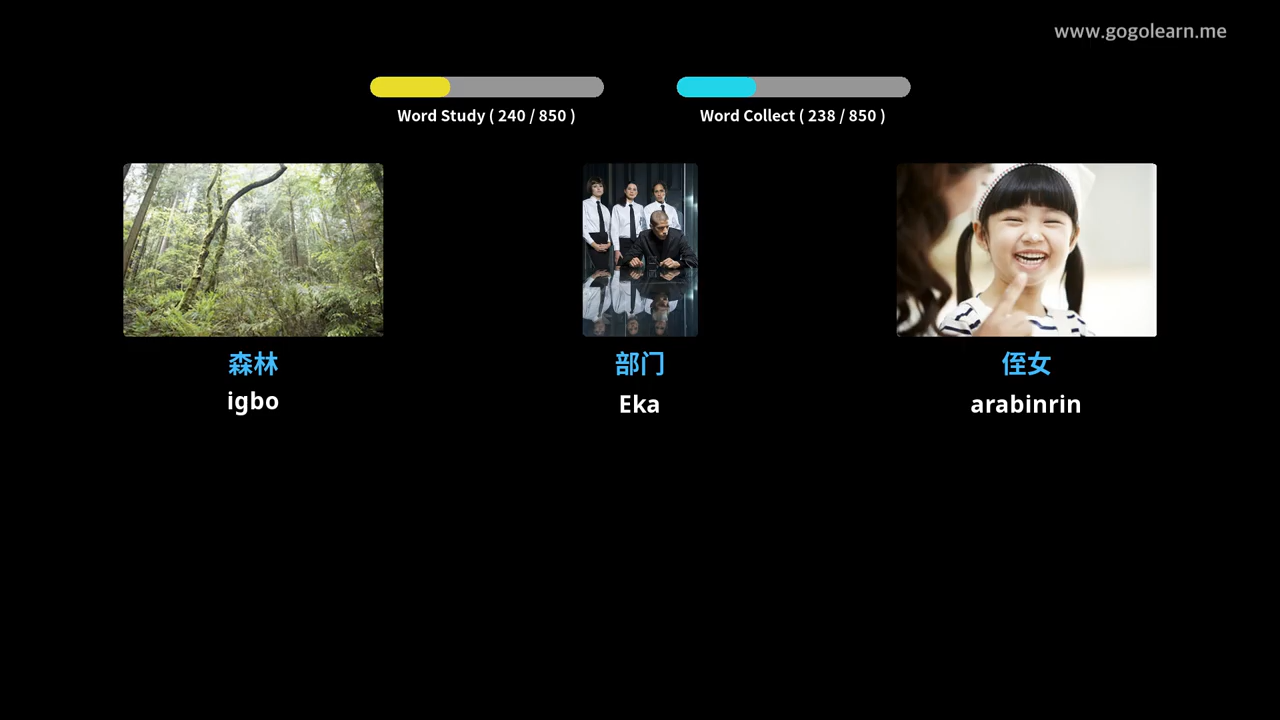 www.gogolearn.me
Word Study ( 240 / 850 )
Word Collect ( 238 / 850 )
森林
igbo
部门
Eka
侄女
arabinrin